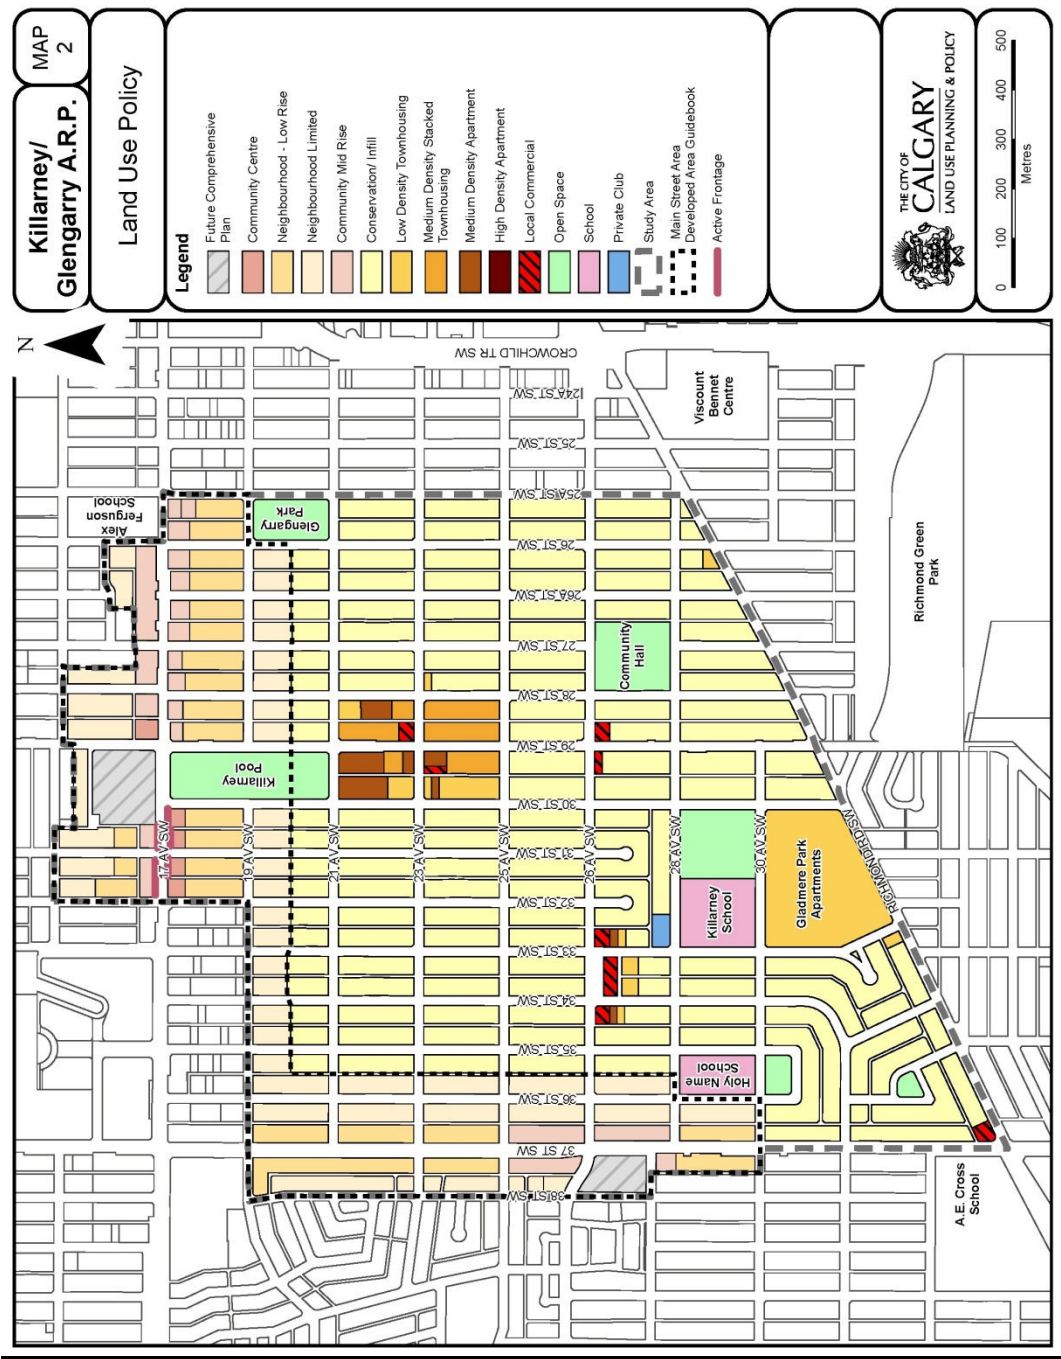 Killarney/
Glengarry A.R.P.
MAP
2
Land Use Policy
Legend
Future Comprehensive
Plan
Community Centre
Neighbourhood - Low Rise
Neighbourhood Limited
Community Mid Rise
Conservation/ Infill
Low Density Townhousing
Medium Density Stacked
Townhousing
Medium Density Apartment
High Density Apartment
Local Commercial
Open Space
School
Private Club
Study Area
Main Street Area
Developed Area Guidebook
Active Frontage
THE CITY OF
CALGARY
LAND USE PLANNING & POLICY
0 100 200 300 400 500
Metres
N
CROWCHILD TR SW
24A ST SW
25 ST SW
25A ST SW
26 ST SW
26A ST SW
27 ST SW
28 ST SW
29 ST SW
30 ST SW
31 ST SW
32 ST SW
33 ST SW
34 ST SW
35 ST SW
36 ST SW
37 ST SW
38 ST SW
17 AV SW
19 AV SW
21 AV SW
23 AV SW
25 AV SW
26 AV SW
28 AV SW
30 AV SW
RICHMOND RD SW
RICHMOND RD SW
Alex
Ferguson
School
Glengarry
Park
Killarney
Pool
Viscount
Bennet
Centre
Richmond Green
Park
Community
Hall
Killarney
School
Gladmere Park
Apartments
Holy Name
School
A.E. Cross
School